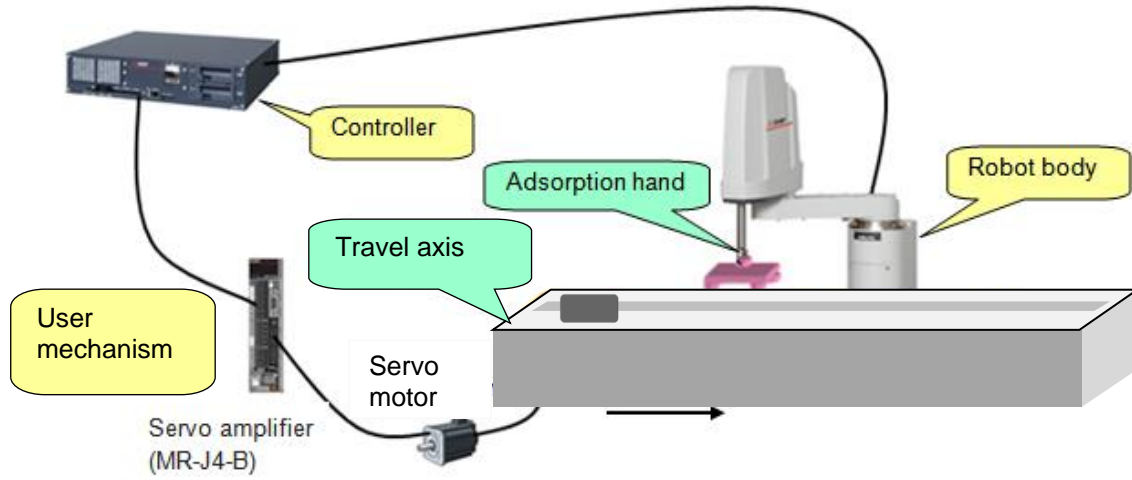 Controller
Adsorption hand
Robot body
Travel axis
User
mechanism
Servo
motor
Servo amplifier
(MR-J4-B)